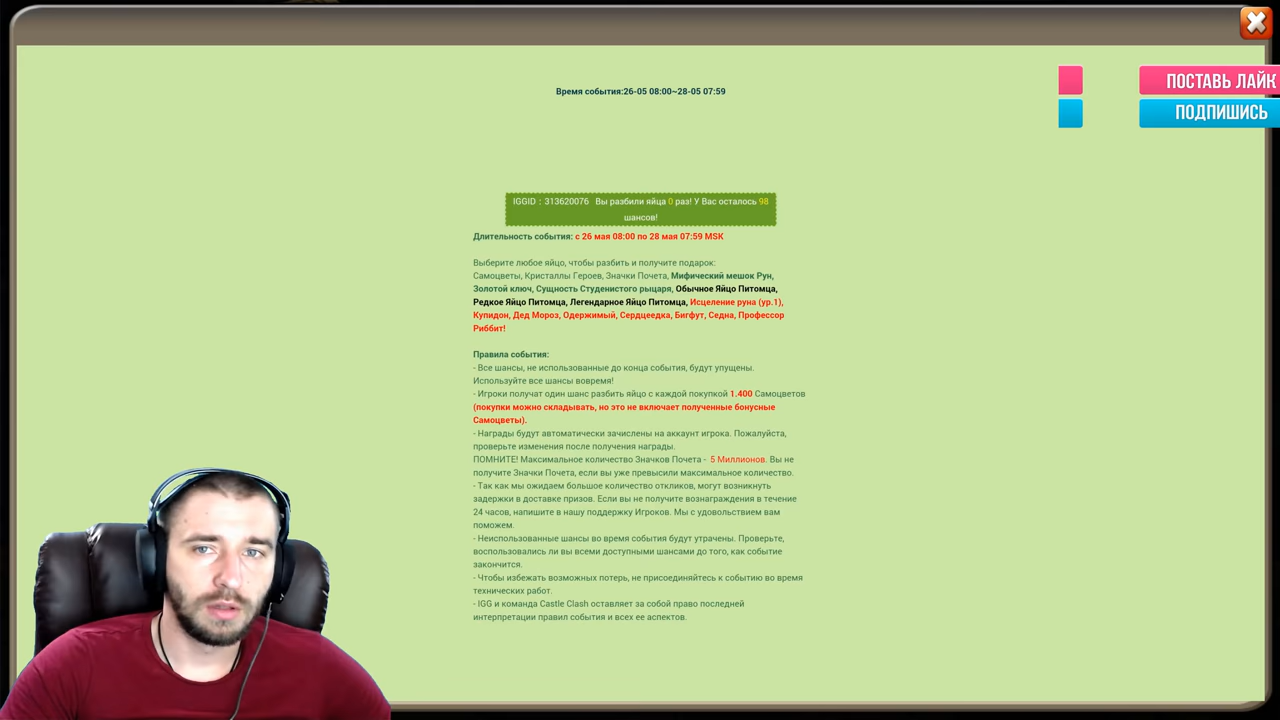 Время события:26-05 08:00~28-05 07:59
ПОСТАВЬ ЛАЙК
ПОДПИШИСЬ
IGGID : 313620076 Вы разбили яйца 0 раз! У Вас осталось 98
шансов!
Длительность события: с 26 мая 08:00 по 28 мая 07:59 MSK
Выберите любое яйцо, чтобы разбить и получите подарок:
Самоцветы, Кристаллы Героев, Значки Почета, Мифический мешок Рун,
Золотой ключ, Сущность Студенистого рыцаря, Обычное Яйцо Питомца,
Редкое Яйцо Питомца, Легендарное Яйцо Питомца, Исцеление руна (ур.1),
Купидон, Дед Мороз, Одержимый, Сердцеедка, Бигфут, Седна, Профессор
Риббит!
Правила события:
- Все шансы, не использованные до конца события, будут упущены.
Используйте все шансы вовремя!
- Игроки получат один шанс разбить яйцо с каждой покупкой 1.400 Самоцветов
(покупки можно складывать, но это не включает полученные бонусные
Самоцветы).
- Награды будут автоматически зачислены на аккаунт игрока. Пожалуйста,
проверьте изменения после получения награды.
ПОМНИТЕ! Максимальное количество Значков Почета - 5 Миллионов. Вы не
получите Значки Почета, если вы уже превысили максимальное количество.
- Так как мы ожидаем большое количество откликов, могут возникнуть
задержки в доставке призов. Если вы не получите вознаграждения в течение
24 часов, напишите в нашу поддержку Игроков. Мы с удовольствием вам
поможем.
- Неиспользованные шансы во время события будут утрачены. Проверьте,
воспользовались ли вы всеми доступными шансами до того, как событие
закончится.
- Чтобы избежать возможных потерь, не присоединяйтесь к событию во время
технических работ.
- IGG и команда Castle Clash оставляет за собой право последней
интерпретации правил события и всех ее аспектов.